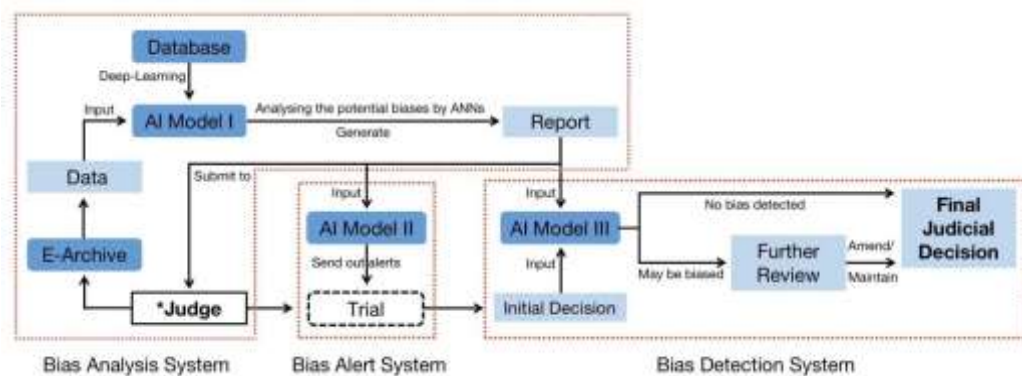 Database
Deep-Learning
Input
AI Model I
Analysing the potential biases by ANNs
Generate
Report
Data
Submit to
Input
Input
No bias detected
Final
Judicial
Decision
E-Archive
AI Model II
AI Model III
Send out alerts
Input
May be biased
Further
Review
Amend/
Maintain
*Judge
Trial
Initial Decision
Bias Analysis System
Bias Alert System
Bias Detection System